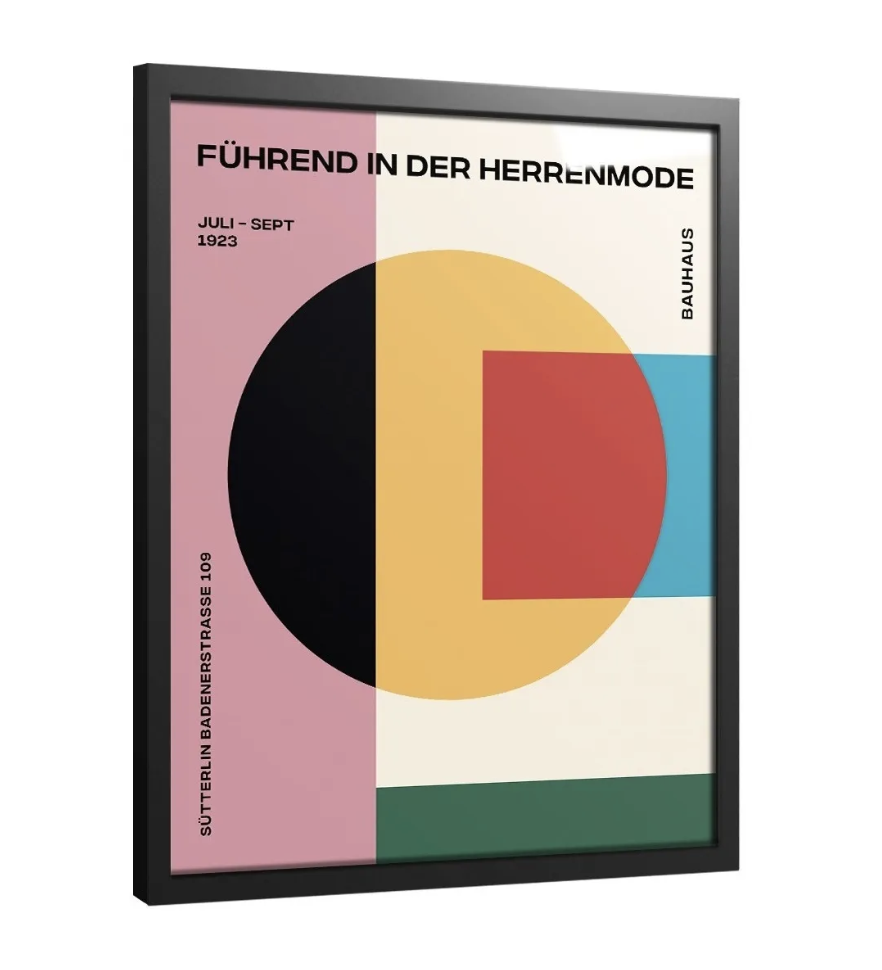 FÜHREND IN DER HERRENMODE
JULI – SEPT
1923
BAUHAUS
SÜTTERLIN BADENERSTRASSE 109